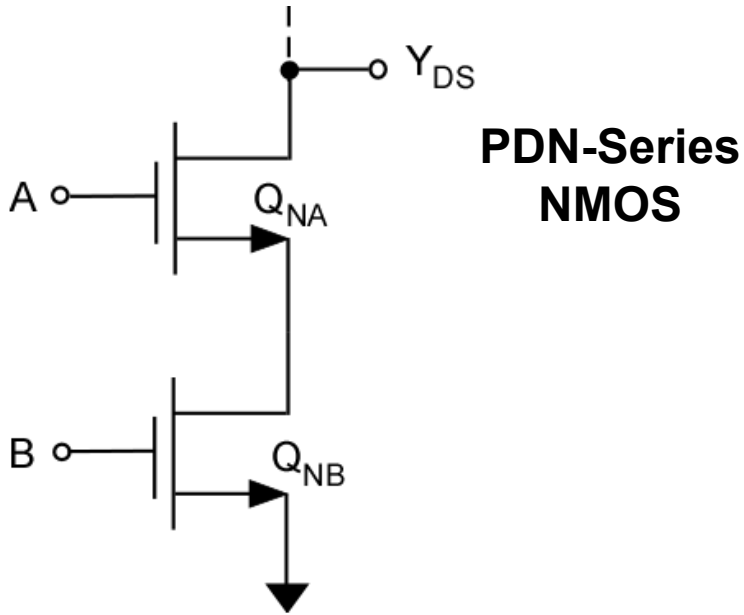 Y_DS
PDN-Series
NMOS
A
Q_NA
B
Q_NB